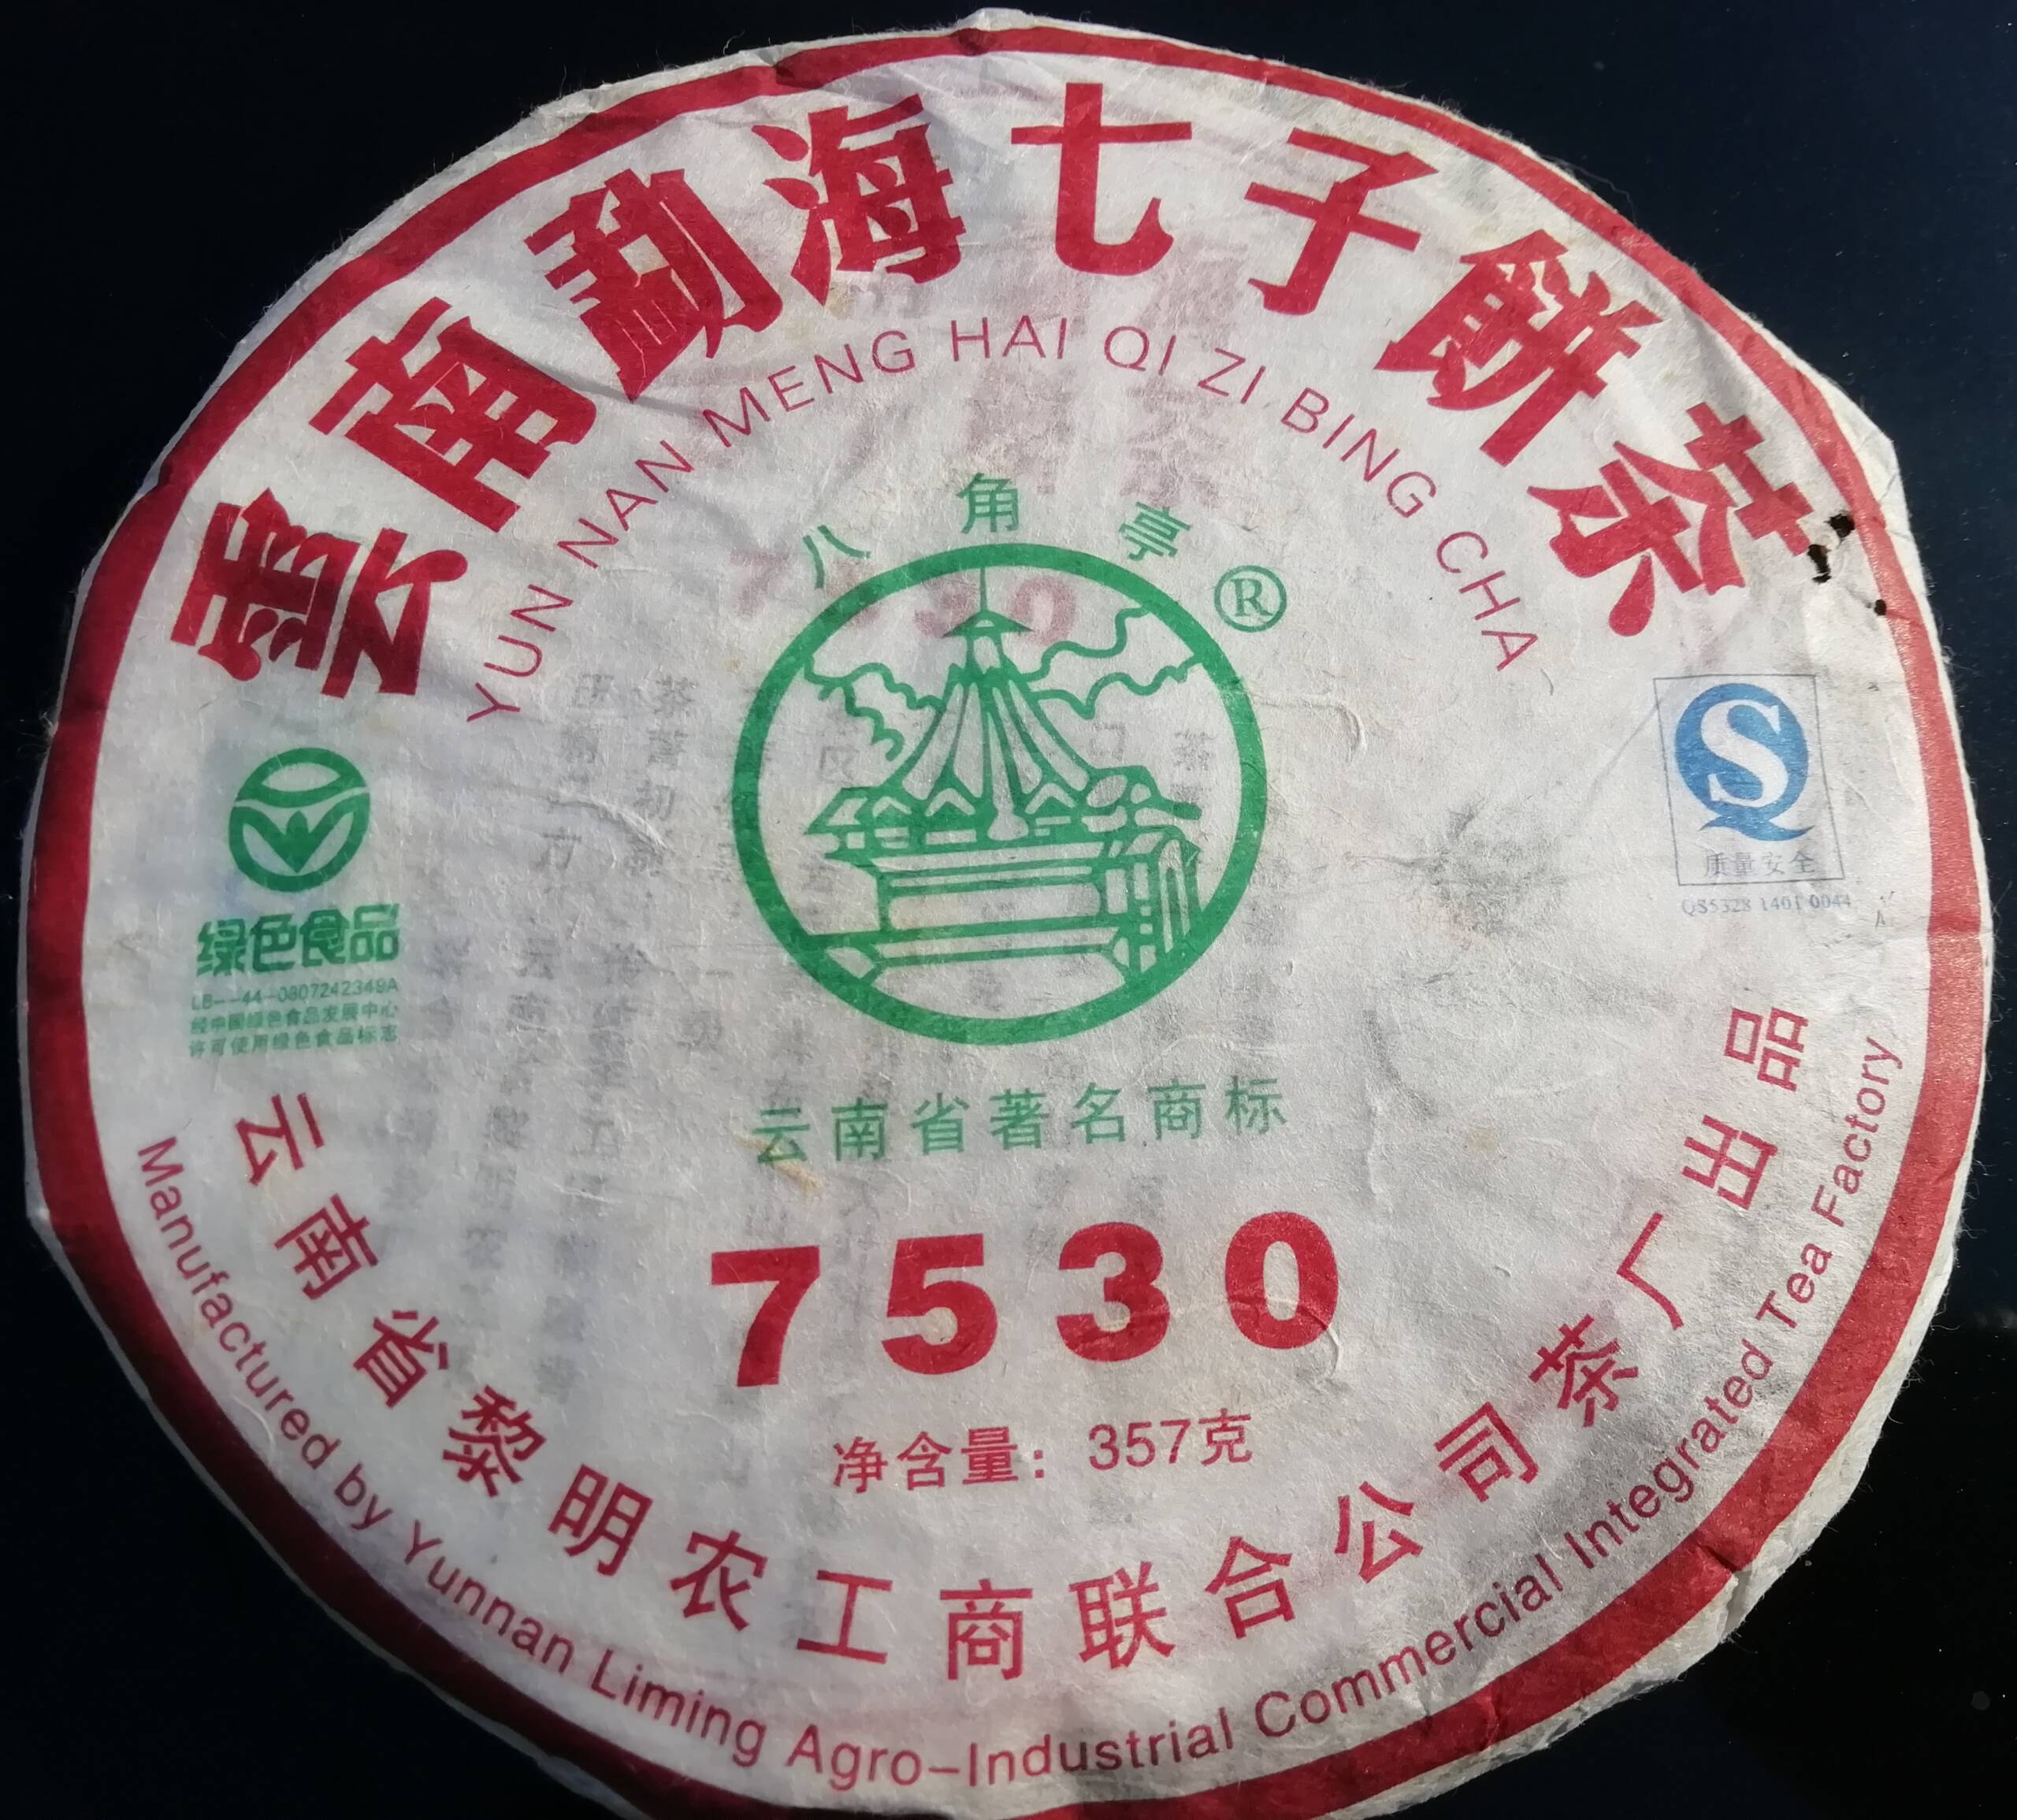 雲南勐海七子餅茶
YUN NAN MENG HAI QI ZI BING CHA
八角亭®
绿色食品
LB--44-0807242349A
经中国绿色食品发展中心
许可使用绿色食品标志
质量安全
QS5328 1401 0044
云南省著名商标
7530
净含量：357克
云南省黎明农工商联合公司茶厂出品
Manufactured by Yunnan Liming Agro-Industrial Commercial Integrated Tea Factory